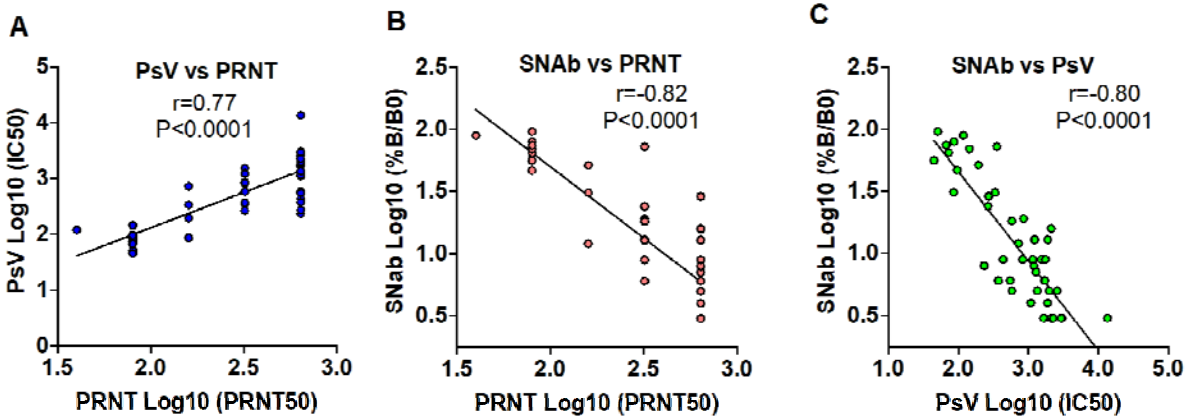 A
PsV vs PRNT
r=0.77
P<0.0001
PsV Log10 (IC50)
5
4
3
2
1
0
1.5 2.0 2.5 3.0
PRNT Log10 (PRNT50)
B
SNAb vs PRNT
r=-0.82
P<0.0001
SNab Log10 (%B/B0)
2.5
2.0
1.5
1.0
0.5
1.5 2.0 2.5 3.0
PRNT Log10 (PRNT50)
C
SNAb vs PsV
r=-0.80
P<0.0001
SNAb Log10 (%B/B0)
2.5
2.0
1.5
1.0
0.5
1.0 2.0 3.0 4.0 5.0
PsV Log10 (IC50)